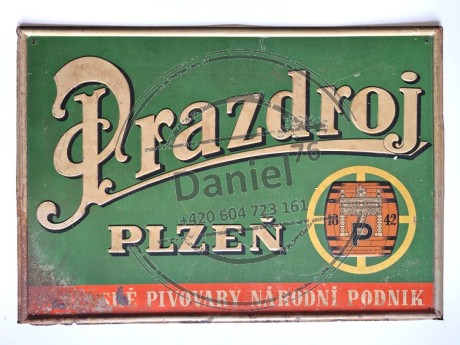 Prazdroj
Daniel76
+420 604 723 161
PLZEŇ
18 42
P
PIVOVARY NÁRODNÍ PODNIK